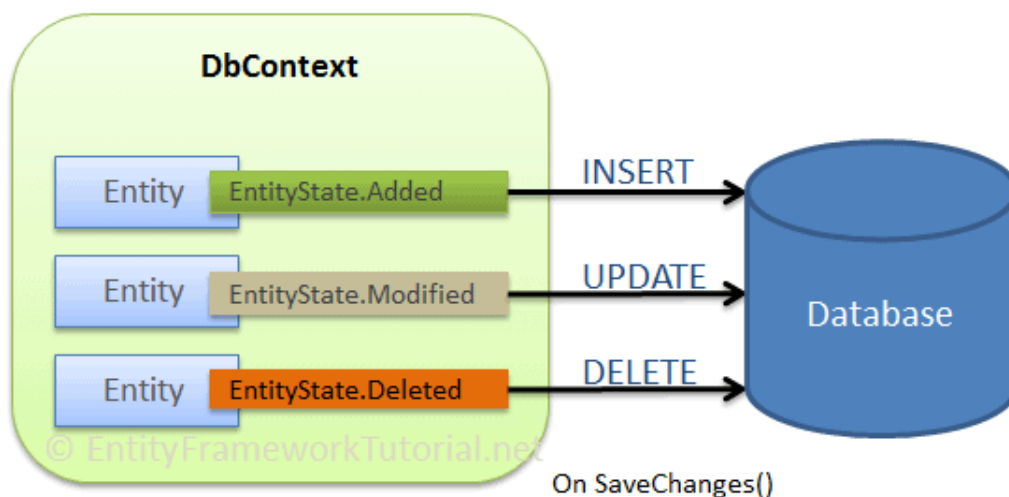 DbContext
Entity EntityState.Added INSERT
Entity EntityState.Modified UPDATE
Database
Entity EntityState.Deleted DELETE
© EntityFrameworkTutorial.net
On SaveChanges()